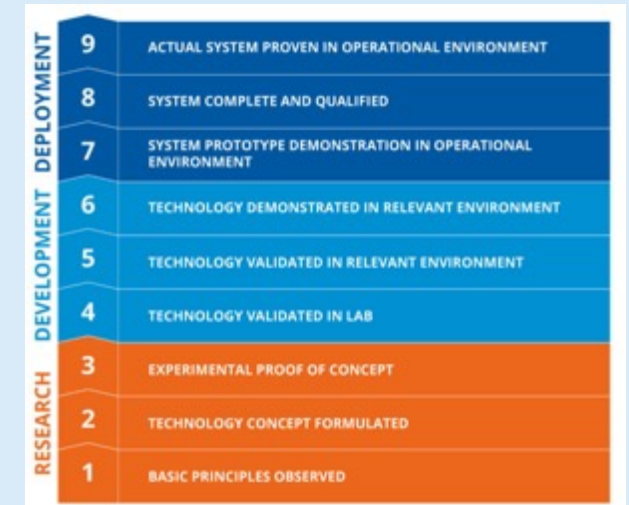 DEPLOYMENT
9 ACTUAL SYSTEM PROVEN IN OPERATIONAL ENVIRONMENT
8 SYSTEM COMPLETE AND QUALIFIED
7 SYSTEM PROTOTYPE DEMONSTRATION IN OPERATIONAL
ENVIRONMENT
DEVELOPMENT
6 TECHNOLOGY DEMONSTRATED IN RELEVANT ENVIRONMENT
5 TECHNOLOGY VALIDATED IN RELEVANT ENVIRONMENT
4 TECHNOLOGY VALIDATED IN LAB
RESEARCH
3 EXPERIMENTAL PROOF OF CONCEPT
2 TECHNOLOGY CONCEPT FORMULATED
1 BASIC PRINCIPLES OBSERVED